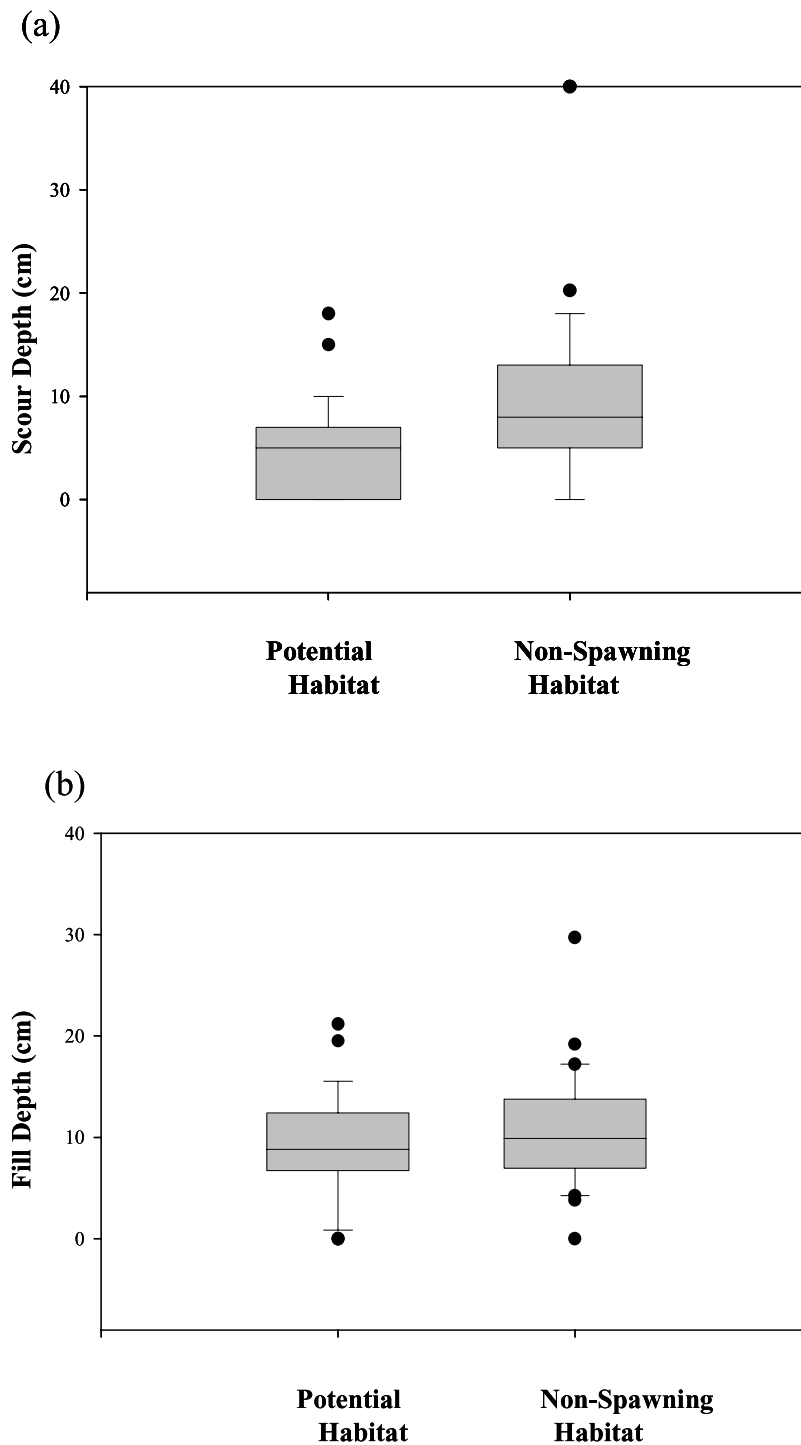 (a)
40
30
20
10
0
Scour Depth (cm)
Potential
Habitat
Non-Spawning
Habitat
(b)
40
30
20
10
0
Fill Depth (cm)
Potential
Habitat
Non-Spawning
Habitat